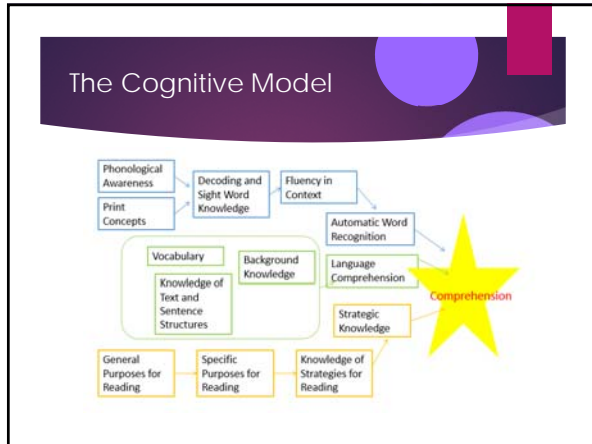 The Cognitive Model
Phonological
Awareness
Print
Concepts
Decoding and
Sight Word
Knowledge
Fluency in
Context
Automatic Word
Recognition
Vocabulary
Background
Knowledge
Knowledge of
Text and
Sentence
Structures
Language
Comprehension
Comprehension
Strategic
Knowledge
General
Purposes for
Reading
Specific
Purposes for
Reading
Knowledge of
Strategies for
Reading